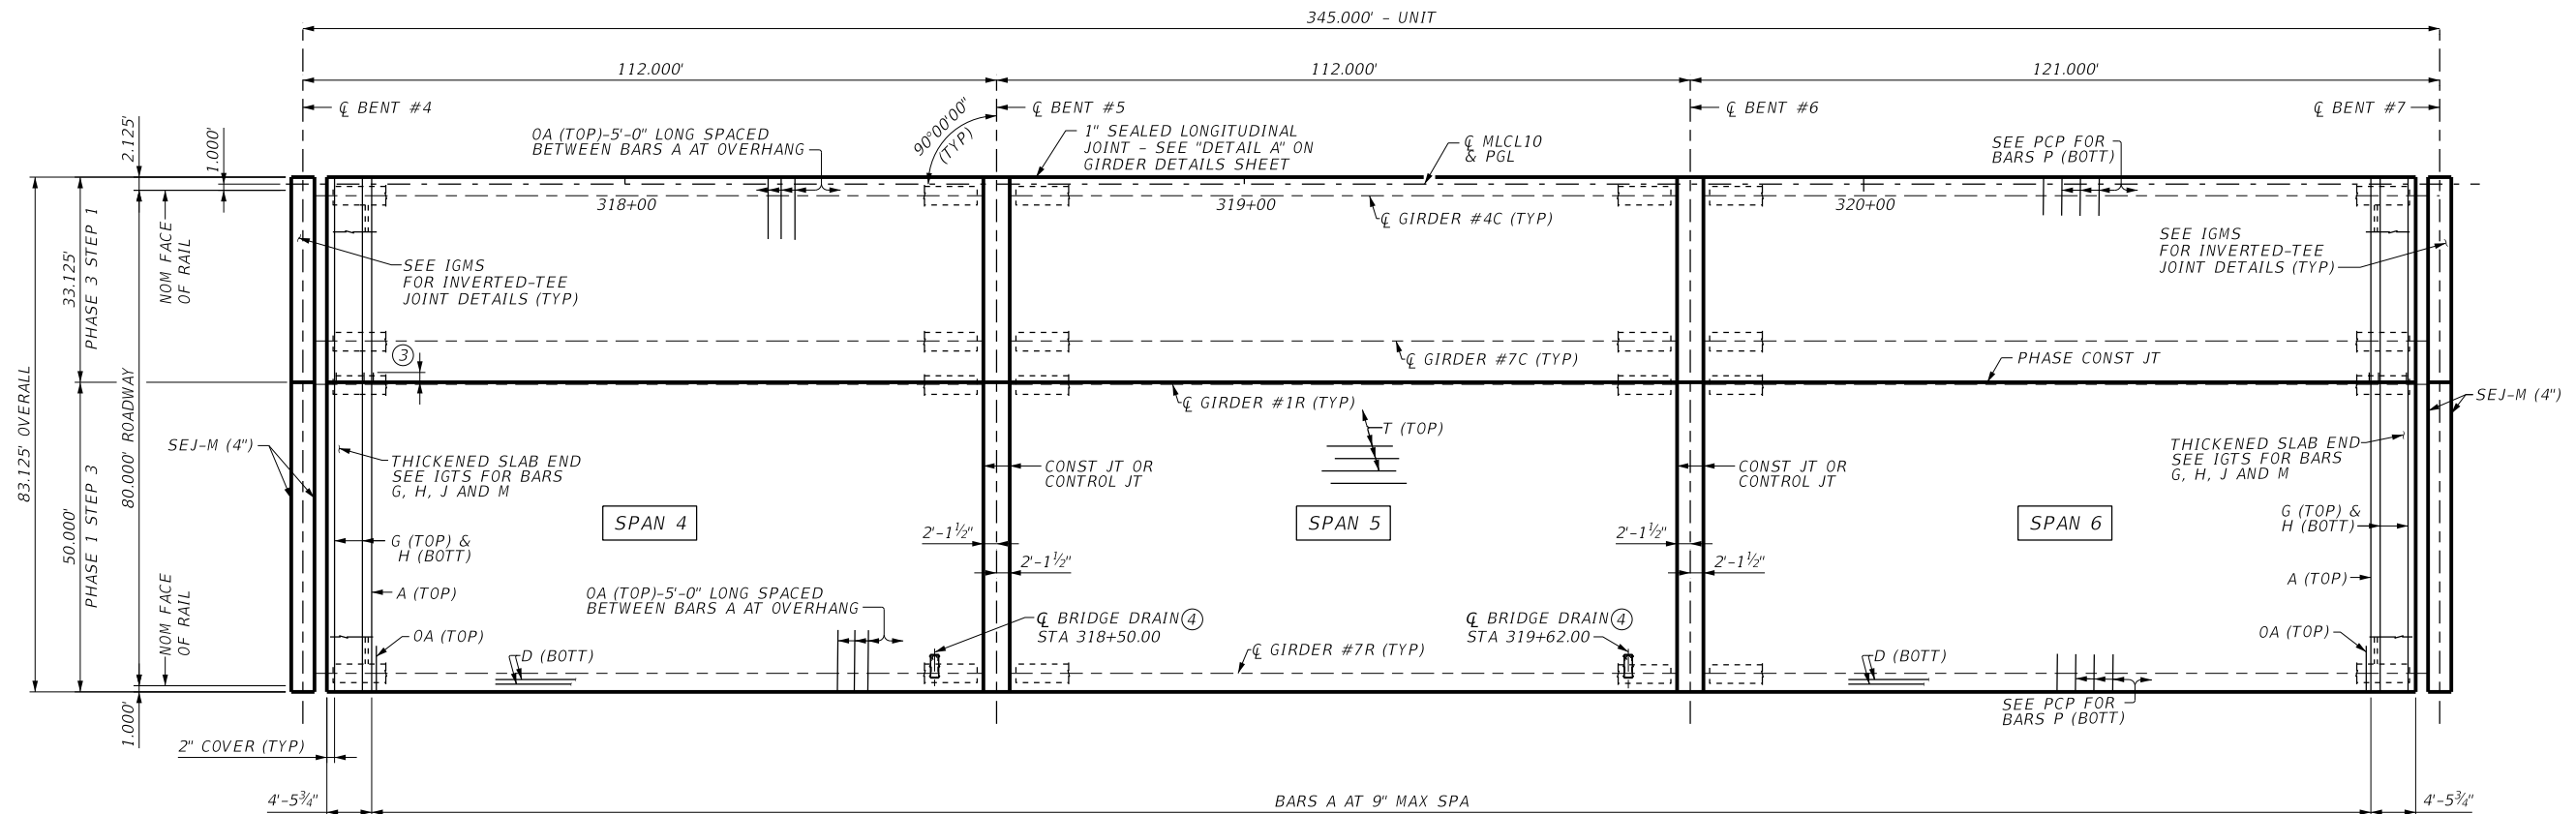 345.000' - UNIT
112.000'
112.000'
121.000'
℄ BENT #4
℄ BENT #5
℄ BENT #6
℄ BENT #7
2.125'
1.000'
OA (TOP)-5'-0" LONG SPACED
BETWEEN BARS A AT OVERHANG
90°00'00"
(TYP)
1" SEALED LONGITUDINAL
JOINT - SEE "DETAIL A" ON
GIRDER DETAILS SHEET
℄ MLCL10
& PGL
SEE PCP FOR
BARS P (BOTT)
318+00
319+00
320+00
℄ GIRDER #4C (TYP)
SEE IGMS
FOR INVERTED-TEE
JOINT DETAILS (TYP)
SEE IGMS
FOR INVERTED-TEE
JOINT DETAILS (TYP)
83.125' OVERALL
33.125'
PHASE 3 STEP 1
NOM FACE
OF RAIL
80.000' ROADWAY
3
℄ GIRDER #7C (TYP)
PHASE CONST JT
℄ GIRDER #1R (TYP)
T (TOP)
SEJ-M (4")
SEJ-M (4")
50.000'
PHASE 1 STEP 3
NOM FACE
OF RAIL
1.000'
THICKENED SLAB END
SEE IGTS FOR BARS
G, H, J AND M
CONST JT OR
CONTROL JT
CONST JT OR
CONTROL JT
THICKENED SLAB END
SEE IGTS FOR BARS
G, H, J AND M
SPAN 4
SPAN 5
SPAN 6
G (TOP) &
H (BOTT)
2'-1½"
2'-1½"
2'-1½"
2'-1½"
G (TOP) &
H (BOTT)
A (TOP)
A (TOP)
OA (TOP)-5'-0" LONG SPACED
BETWEEN BARS A AT OVERHANG
℄ BRIDGE DRAIN 4
STA 318+50.00
℄ BRIDGE DRAIN 4
STA 319+62.00
OA (TOP)
OA (TOP)
D (BOTT)
℄ GIRDER #7R (TYP)
D (BOTT)
SEE PCP FOR
BARS P (BOTT)
2" COVER (TYP)
4'-5¾"
BARS A AT 9" MAX SPA
4'-5¾"